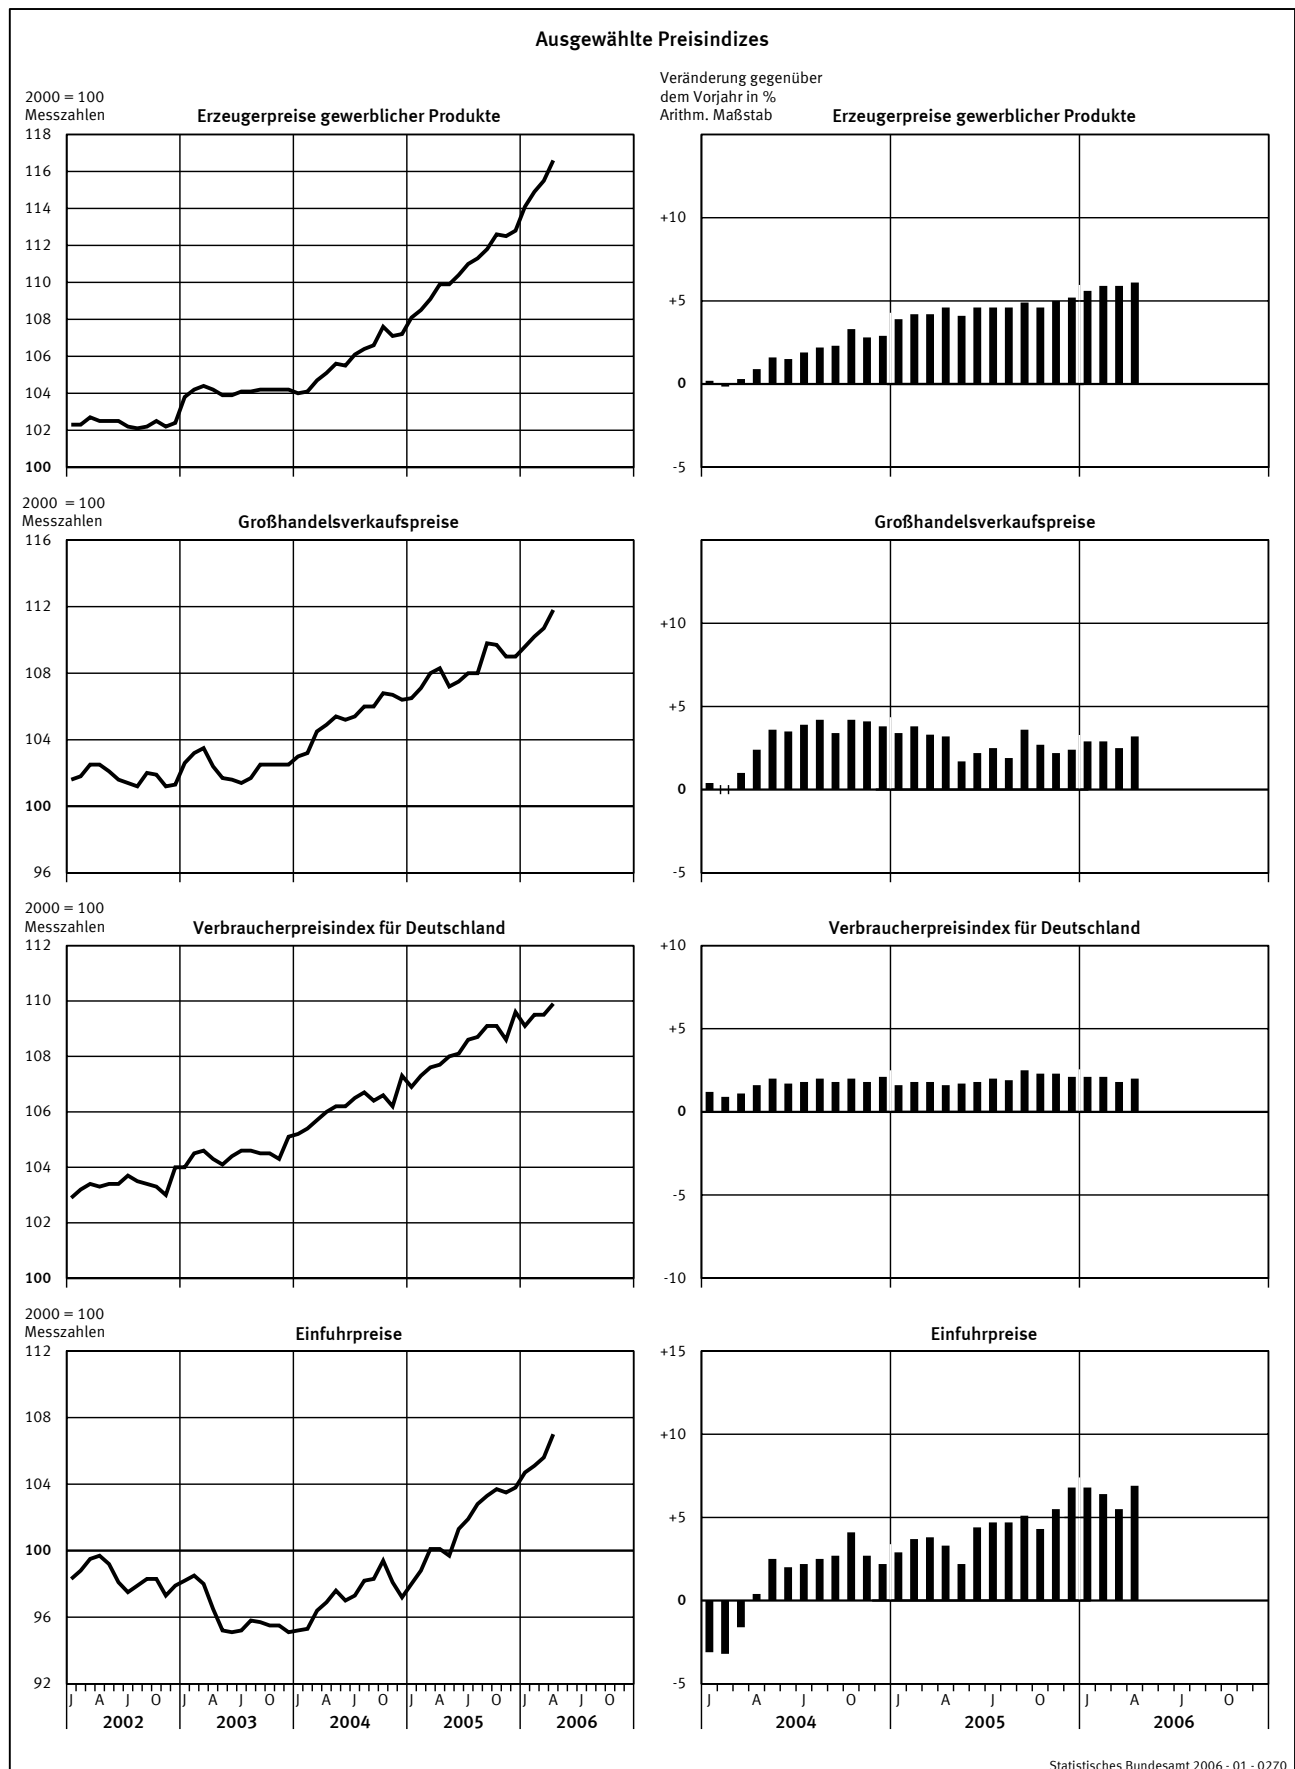 Ausgewählte Preisindizes
2000 = 100
Messzahlen
Erzeugerpreise gewerblicher Produkte
118
116
114
112
110
108
106
104
102
100
Veränderung gegenüber
dem Vorjahr in %
Arithm. Maßstab
Erzeugerpreise gewerblicher Produkte
+10
+5
0
-5
2000 = 100
Messzahlen
Großhandelsverkaufspreise
116
112
108
104
100
96
Großhandelsverkaufspreise
+10
+5
0
-5
2000 = 100
Messzahlen
Verbraucherpreisindex für Deutschland
112
110
108
106
104
102
100
Verbraucherpreisindex für Deutschland
+10
+5
0
-5
-10
2000 = 100
Messzahlen
Einfuhrpreise
112
108
104
100
96
92
J A J O J A J O J A J O J A J O J A J O
2002 2003 2004 2005 2006
Einfuhrpreise
+15
+10
+5
0
-5
J A J O J A J O J A J O
2004 2005 2006
Statistisches Bundesamt 2006 - 01 - 0270